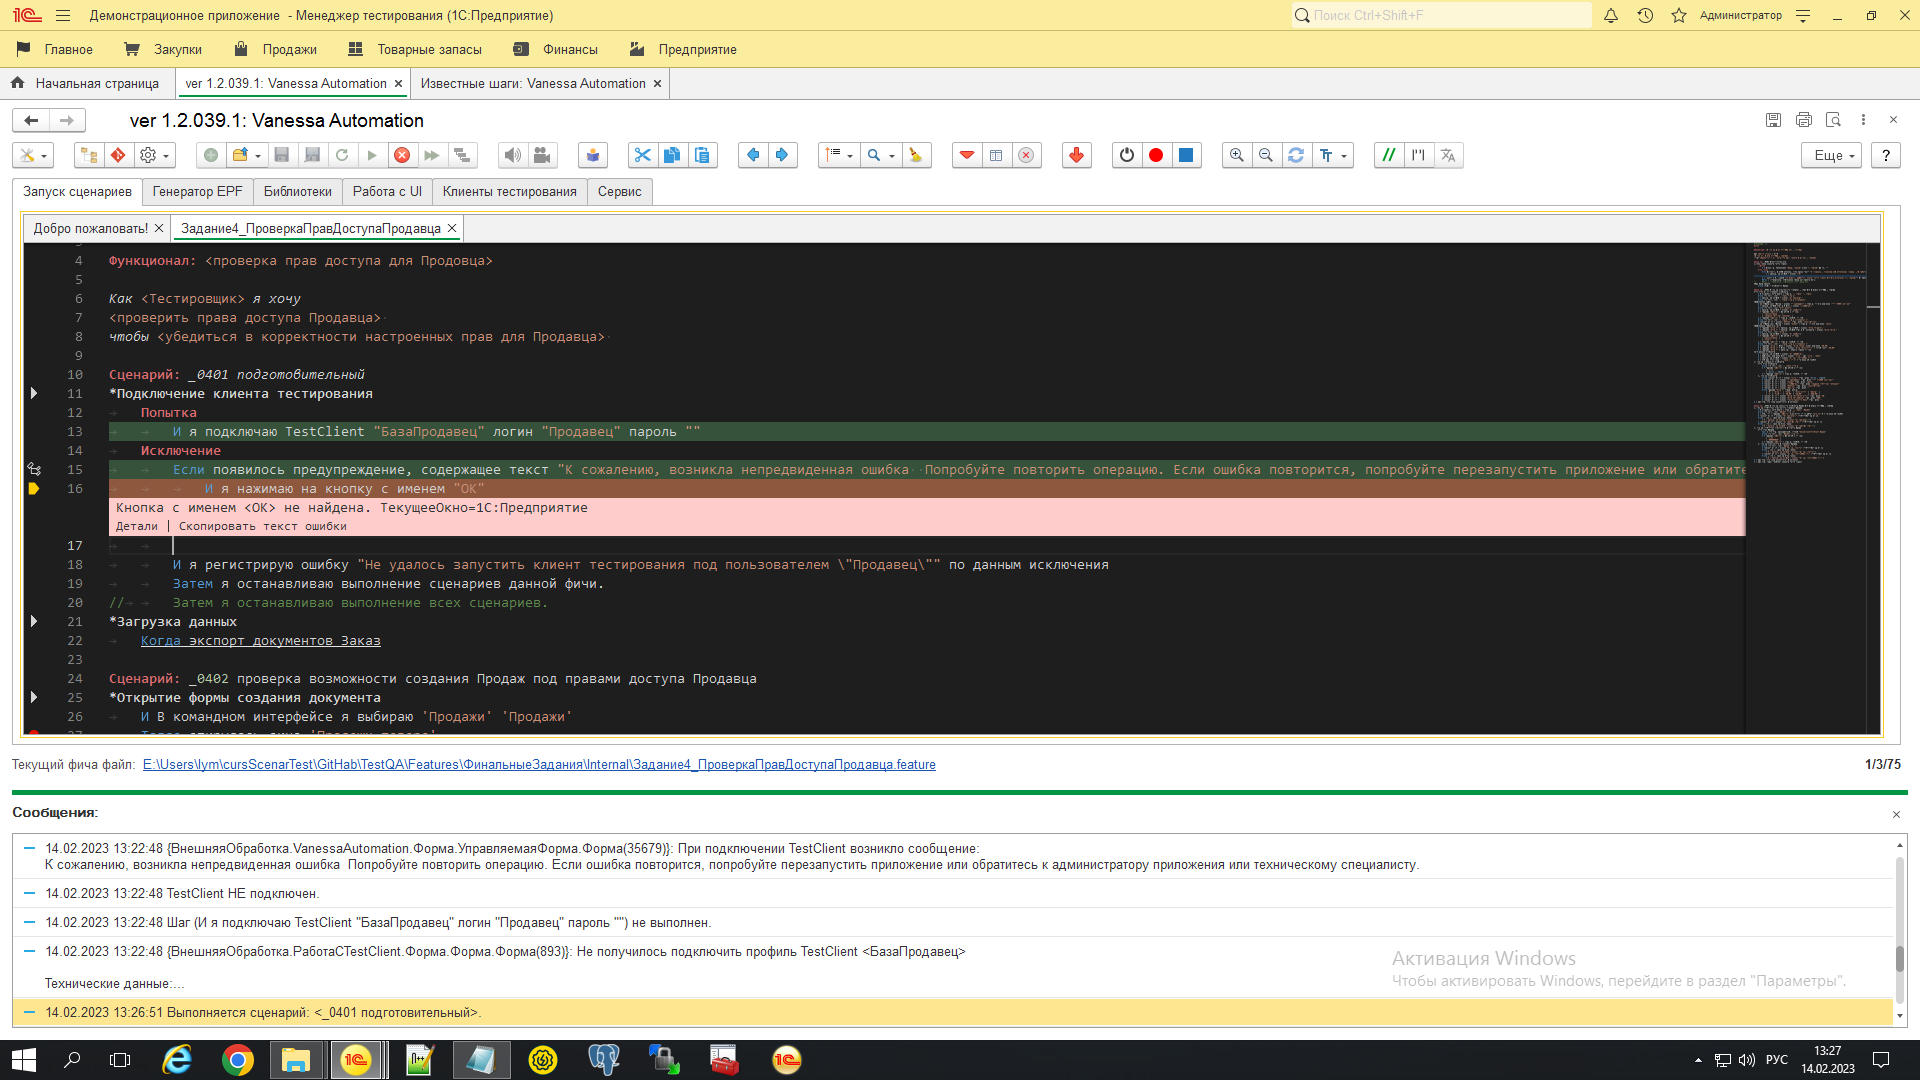 Демонстрационное приложение - Менеджер тестирования (1С:Предприятие)
Поиск Ctrl+Shift+F
Администратор
Главное
Закупки
Продажи
Товарные запасы
Финансы
Предприятие
Начальная страница
ver 1.2.039.1: Vanessa Automation
Известные шаги: Vanessa Automation
ver 1.2.039.1: Vanessa Automation
Еще
?
Запуск сценариев
Генератор EPF
Библиотеки
Работа с UI
Клиенты тестирования
Сервис
Добро пожаловать!
Задание4_ПроверкаПравДоступаПродавца
4 Функционал: <проверка прав доступа для Продовца>
5
6 Как <Тестировщик> я хочу
7 <проверить права доступа Продавца>
8 чтобы <убедиться в корректности настроенных прав для Продавца>
9
10 Сценарий: _0401 подготовительный
11 *Подключение клиента тестирования
12 Попытка
13 И я подключаю TestClient "БазаПродавец" логин "Продавец" пароль ""
14 Исключение
15 Если появилось предупреждение, содержащее текст "К сожалению, возникла непредвиденная ошибка  Попробуйте повторить операцию. Если ошибка повторится, попробуйте перезапустить приложение или обратите
16 И я нажимаю на кнопку с именем "OK"
Кнопка с именем <OK> не найдена. ТекущееОкно=1С:Предприятие
Детали | Скопировать текст ошибки
17
18 И я регистрирую ошибку "Не удалось запустить клиент тестирования под пользователем \"Продавец\"" по данным исключения
19 Затем я останавливаю выполнение сценариев данной фичи.
20 // Затем я останавливаю выполнение всех сценариев.
21 *Загрузка данных
22 Когда экспорт документов Заказ
23
24 Сценарий: _0402 проверка возможности создания Продаж под правами доступа Продавца
25 *Открытие формы создания документа
26 И В командном интерфейсе я выбираю 'Продажи' 'Продажи'
Текущий фича файл: E:\Users\lym\cursScenarTest\GitHab\TestQA\Features\ФинальныеЗадания\Internal\Задание4_ПроверкаПравДоступаПродавца.feature
1/3/75
Сообщения:
14.02.2023 13:22:48 {ВнешняяОбработка.VanessaAutomation.Форма.УправляемаяФорма.Форма(35679)}: При подключении TestClient возникло сообщение:
К сожалению, возникла непредвиденная ошибка  Попробуйте повторить операцию. Если ошибка повторится, попробуйте перезапустить приложение или обратитесь к администратору приложения или техническому специалисту.
14.02.2023 13:22:48 TestClient НЕ подключен.
14.02.2023 13:22:48 Шаг (И я подключаю TestClient "БазаПродавец" логин "Продавец" пароль "") не выполнен.
14.02.2023 13:22:48 {ВнешняяОбработка.РаботаСTestClient.Форма.Форма.Форма(893)}: Не получилось подключить профиль TestClient <БазаПродавец>
Технические данные:...
14.02.2023 13:26:51 Выполняется сценарий: <_0401 подготовительный>.
Активация Windows
Чтобы активировать Windows, перейдите в раздел "Параметры".
РУС
13:27
14.02.2023